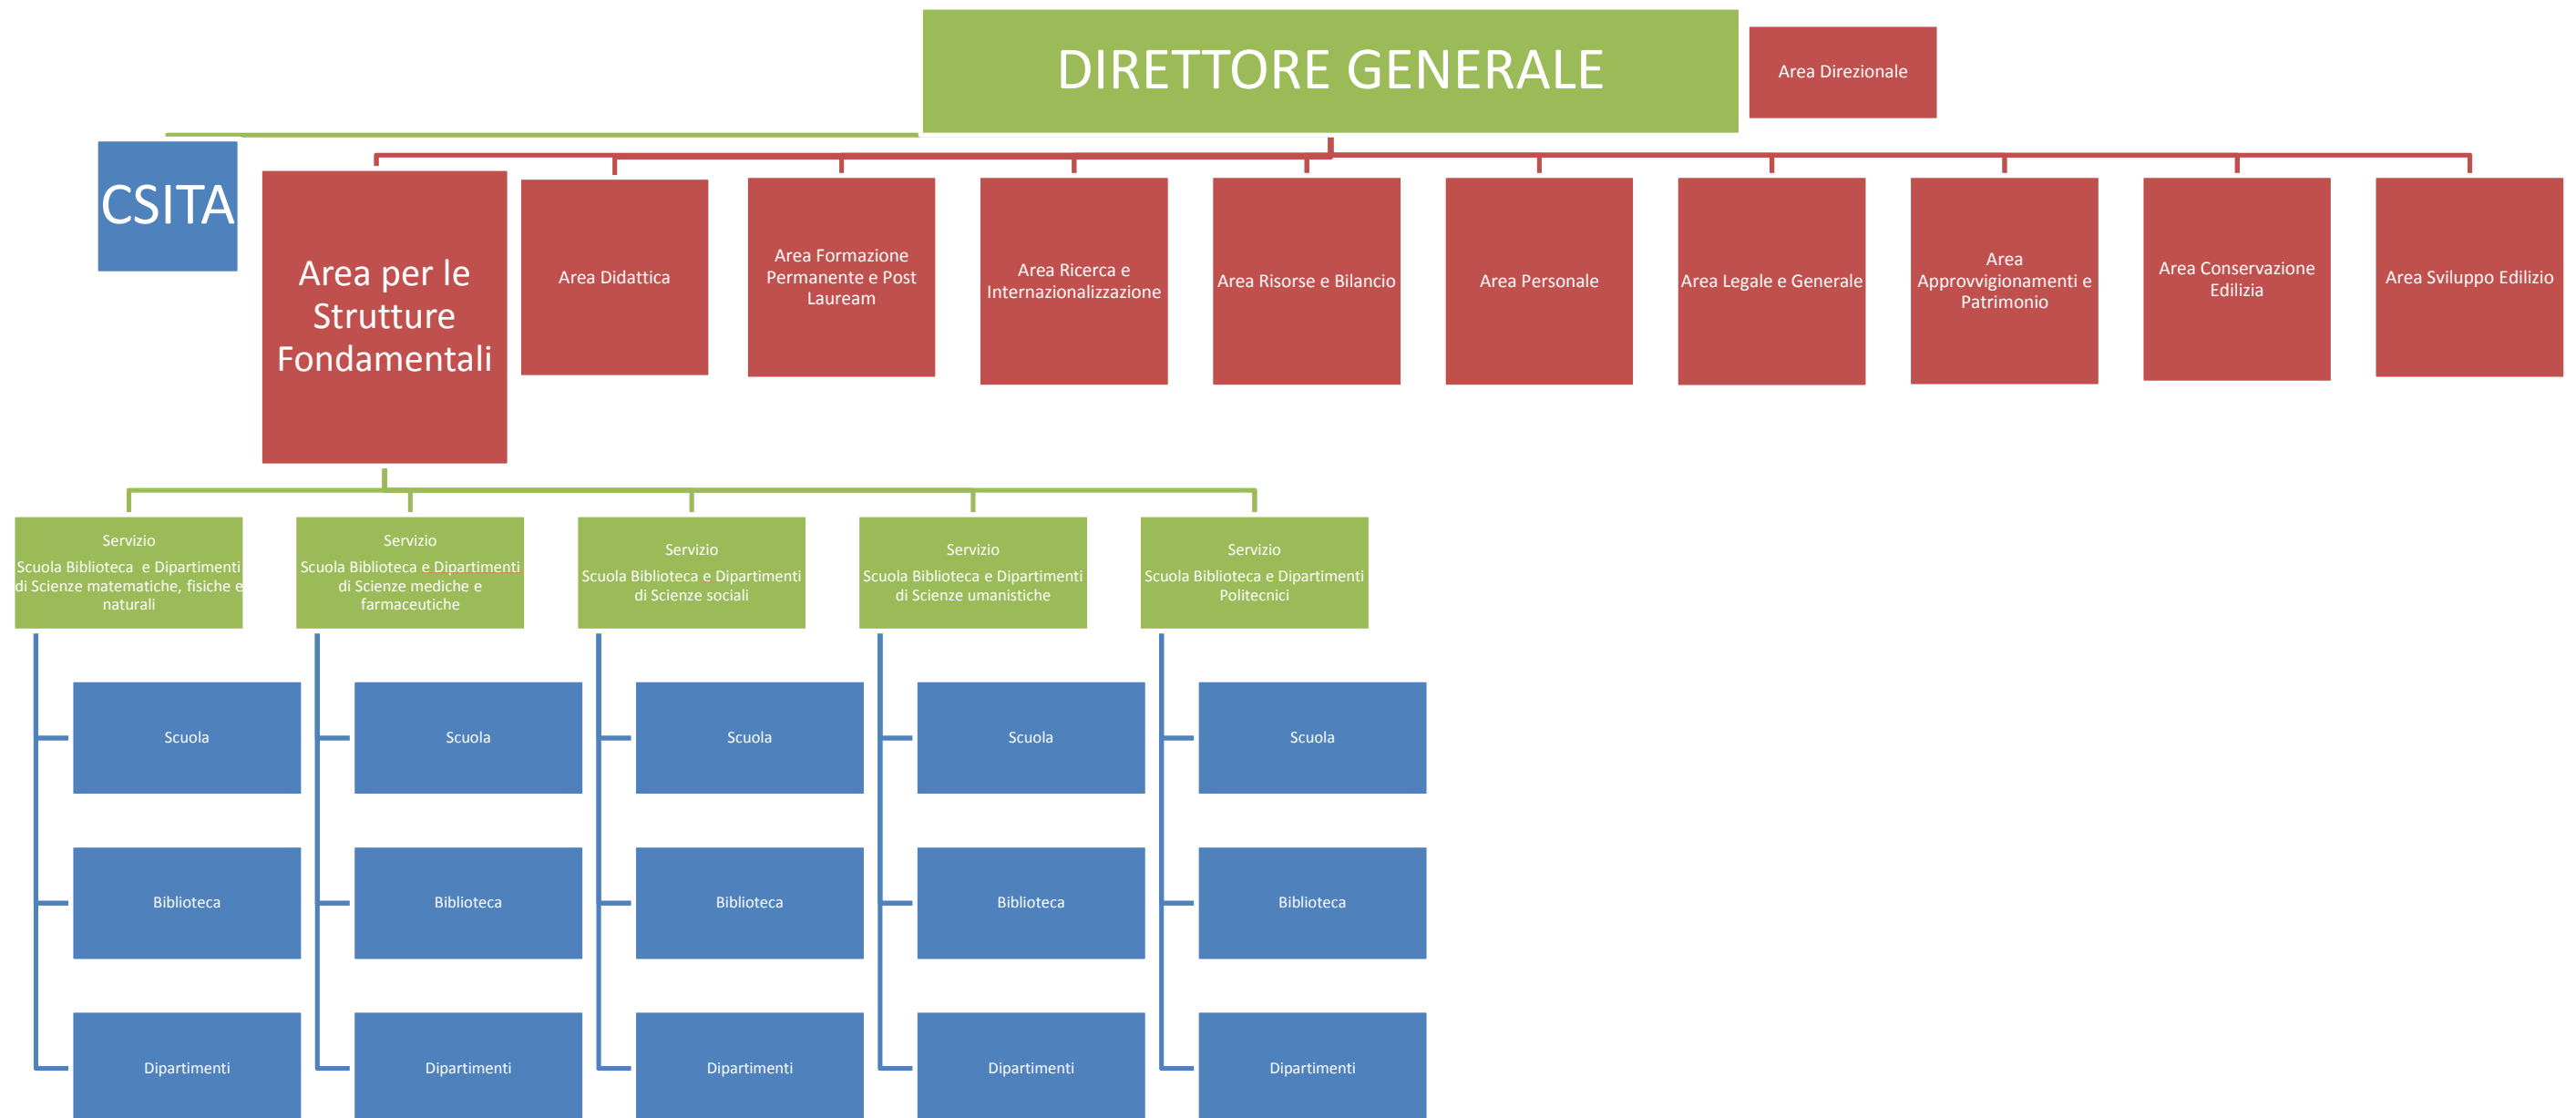 DIRETTORE GENERALE
Area Direzionale
CSITA
Area per le
Strutture
Fondamentali
Area Didattica
Area Formazione
Permanente e Post
Lauream
Area Ricerca e
Internazionalizzazione
Area Risorse e Bilancio
Area Personale
Area Legale e Generale
Area
Approvvigionamenti e
Patrimonio
Area Conservazione
Edilizia
Area Sviluppo Edilizio
Servizio
Scuola Biblioteca e Dipartimenti
di Scienze matematiche, fisiche e
naturali
Servizio
Scuola Biblioteca e Dipartimenti
di Scienze mediche e
farmaceutiche
Servizio
Scuola Biblioteca e Dipartimenti
di Scienze sociali
Servizio
Scuola Biblioteca e Dipartimenti
di Scienze umanistiche
Servizio
Scuola Biblioteca e Dipartimenti
Politecnici
Scuola
Scuola
Scuola
Scuola
Scuola
Biblioteca
Biblioteca
Biblioteca
Biblioteca
Biblioteca
Dipartimenti
Dipartimenti
Dipartimenti
Dipartimenti
Dipartimenti